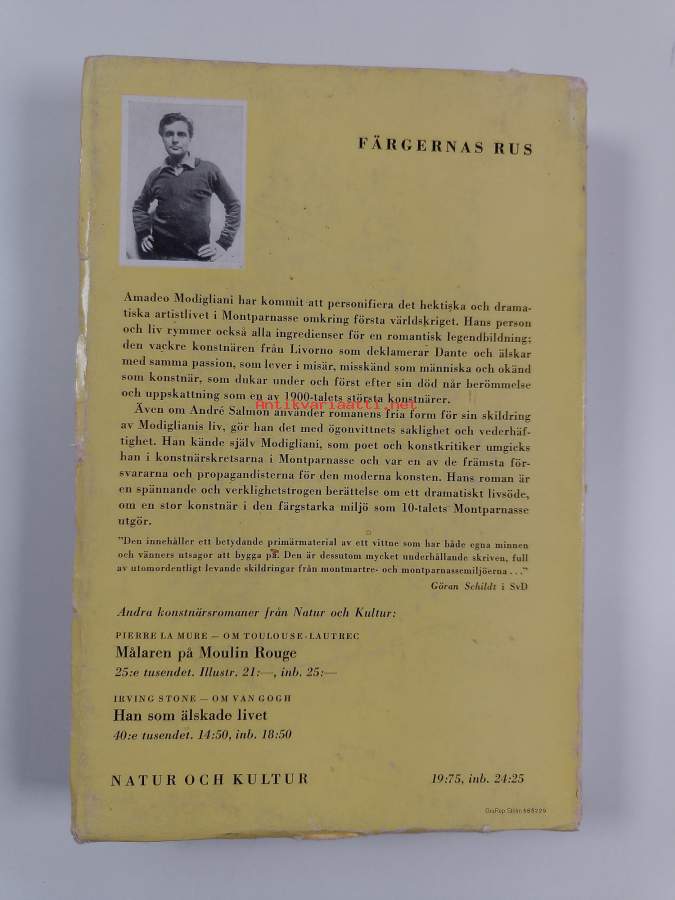 FÄRGERNAS RUS
Amadeo Modigliani har kommit att personifiera det hektiska och drama-
tiska artistlivet i Montparnasse omkring första världskriget. Hans person
och liv rymmer också alla ingredienser för en romantisk legendbildning;
den vackre konstnären från Livorno som deklamerar Dante och älskar
med samma passion, som lever i misär, misskänd som människa och okänd
som konstnär, som dukar under och först efter sin död når berömmelse
och uppskattning som en av 1900-talets största konstnärer.
Antikvariaatti.net
Även om André Salmon använder romanens fria form för sin skildring
av Modiglianis liv, gör han det med ögonvittnets saklighet och vederhäf-
tighet. Han kände själv Modigliani, som poet och konstkritiker umgicks
han i konstnärskretsarna i Montparnasse och var en av de främsta för-
svararna och propagandisterna för den moderna konsten. Hans roman är
en spännande och verklighetstrogen berättelse om ett dramatiskt livsöde,
om en stor konstnär i den färgstarka miljö som 10-talets Montparnasse
utgör.
"Den innehåller ett betydande primärmaterial av ett vittne som har både egna minnen
och vänners utsagor att bygga på. Den är dessutom mycket underhållande skriven, full
av utomordentligt levande skildringar från montmartre- och montparnassemiljöerna ..."
Göran Schildt i SvD
Andra konstnärsromaner från Natur och Kultur:
PIERRE LA MURE – OM TOULOUSE-LAUTREC
Målaren på Moulin Rouge
25:e tusendet. Illustr. 21:—, inb. 25:—
IRVING STONE – OM VAN GOGH
Han som älskade livet
40:e tusendet. 14:50, inb. 18:50
NATUR OCH KULTUR
19:75, inb. 24:25